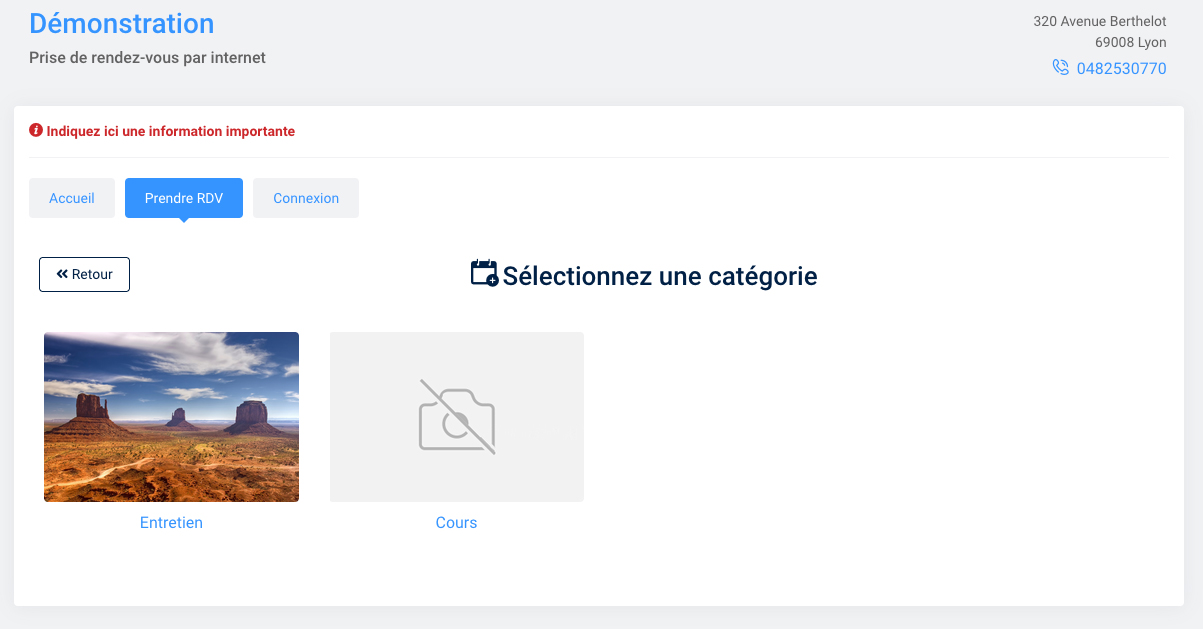 Démonstration
Prise de rendez-vous par internet
320 Avenue Berthelot
69008 Lyon
0482530770
Indiquez ici une information importante
Accueil
Prendre RDV
Connexion
Retour
Sélectionnez une catégorie
Entretien
Cours